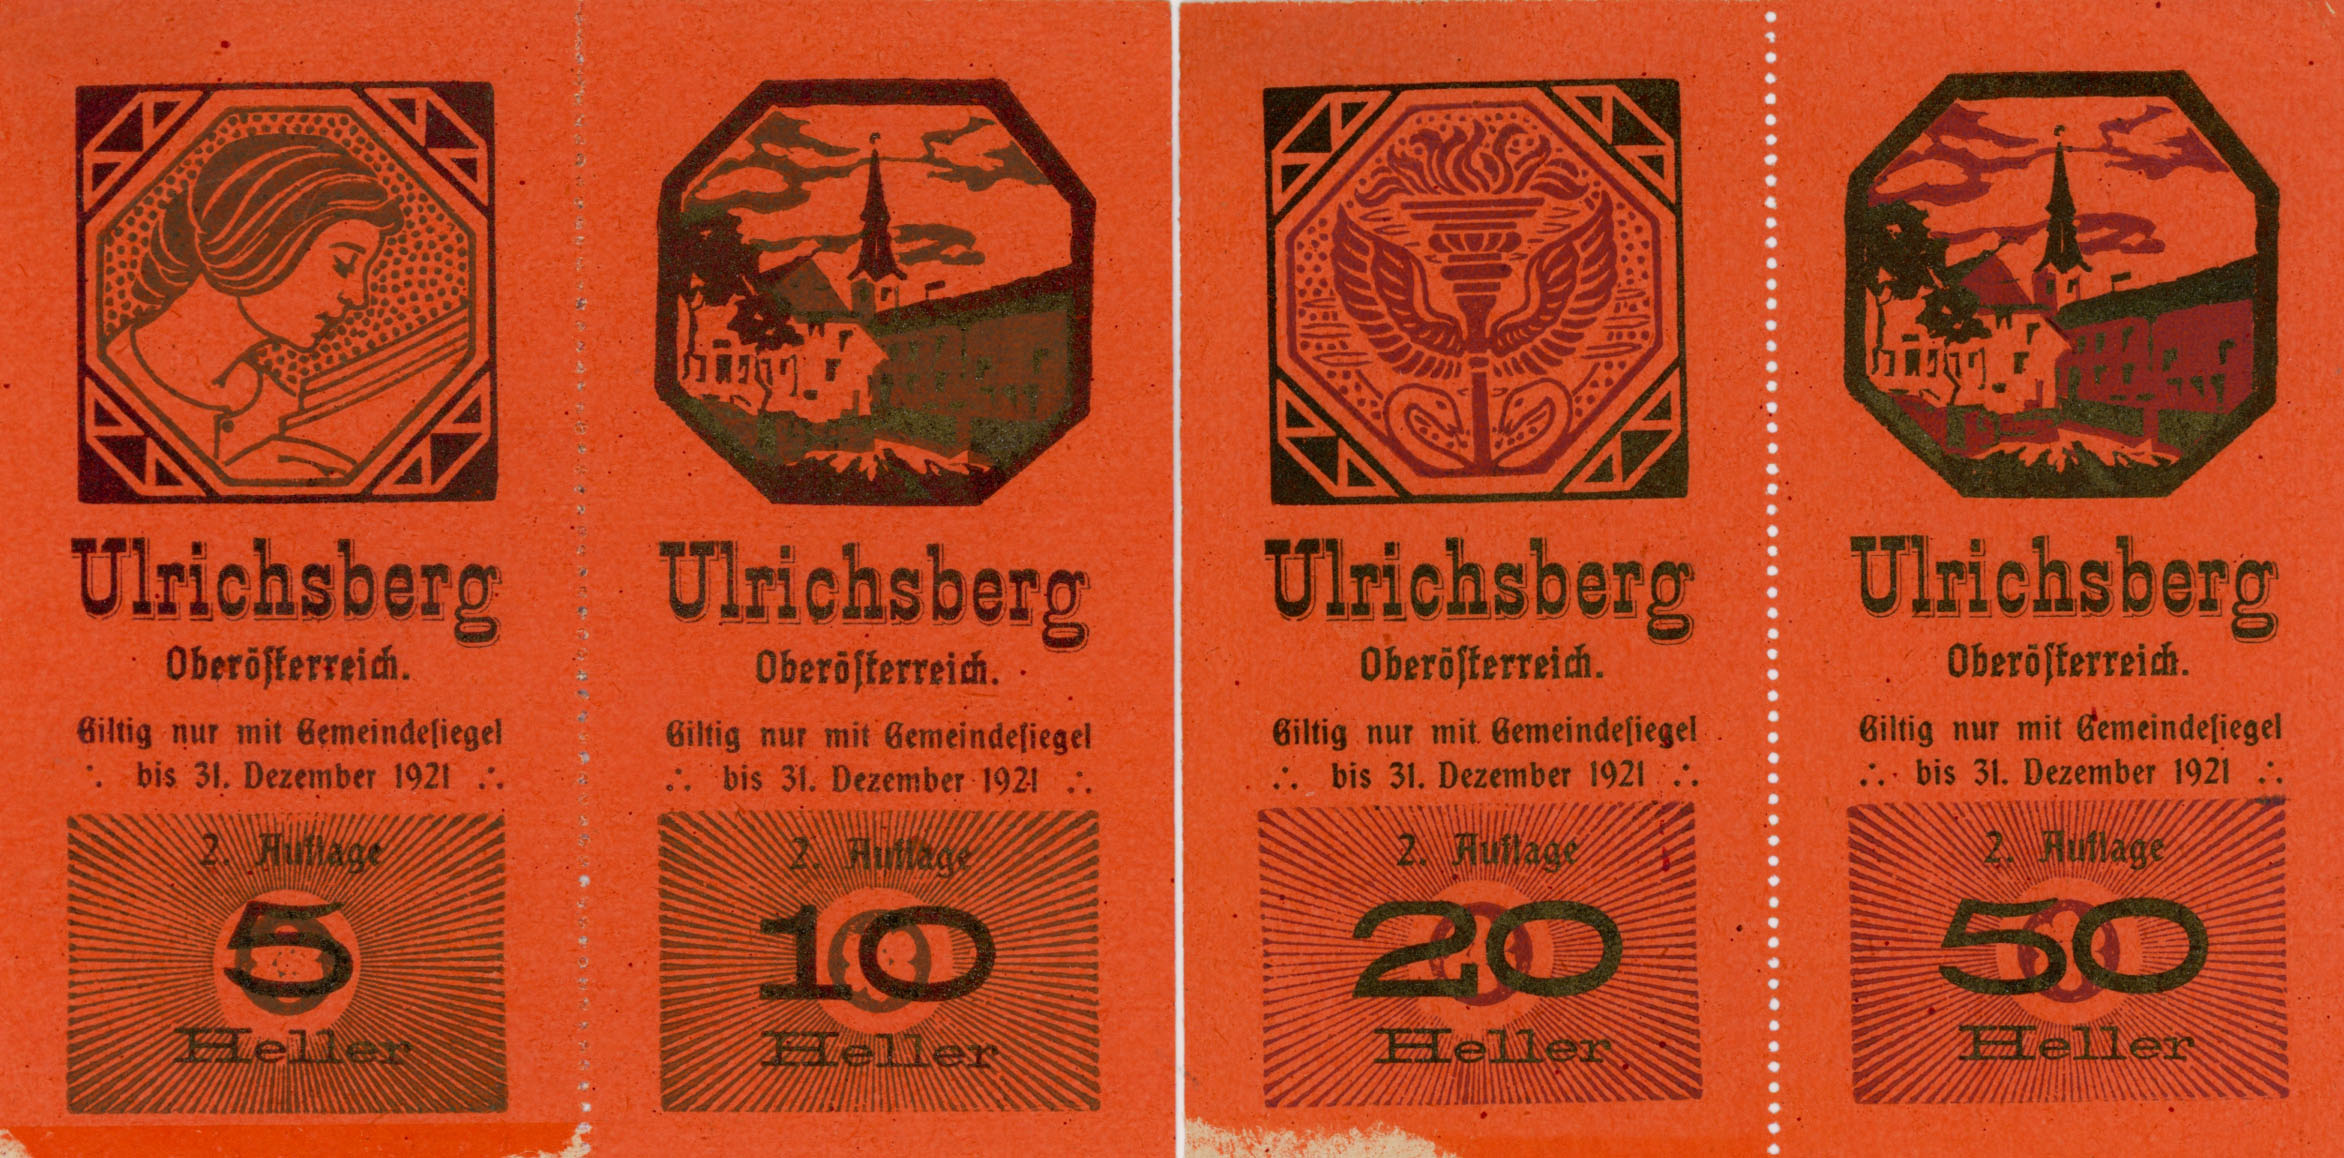 Ulrichsberg
Oberösterreich.
Giltig nur mit Gemeindesiegel
∴ bis 31. Dezember 1921 ∴
2. Auflage
5
Heller
Ulrichsberg
Oberösterreich.
Giltig nur mit Gemeindesiegel
∴ bis 31. Dezember 1921 ∴
2. Auflage
10
Heller
Ulrichsberg
Oberösterreich.
Giltig nur mit Gemeindesiegel
∴ bis 31. Dezember 1921 ∴
2. Auflage
20
Heller
Ulrichsberg
Oberösterreich.
Giltig nur mit Gemeindesiegel
∴ bis 31. Dezember 1921 ∴
2. Auflage
50
Heller